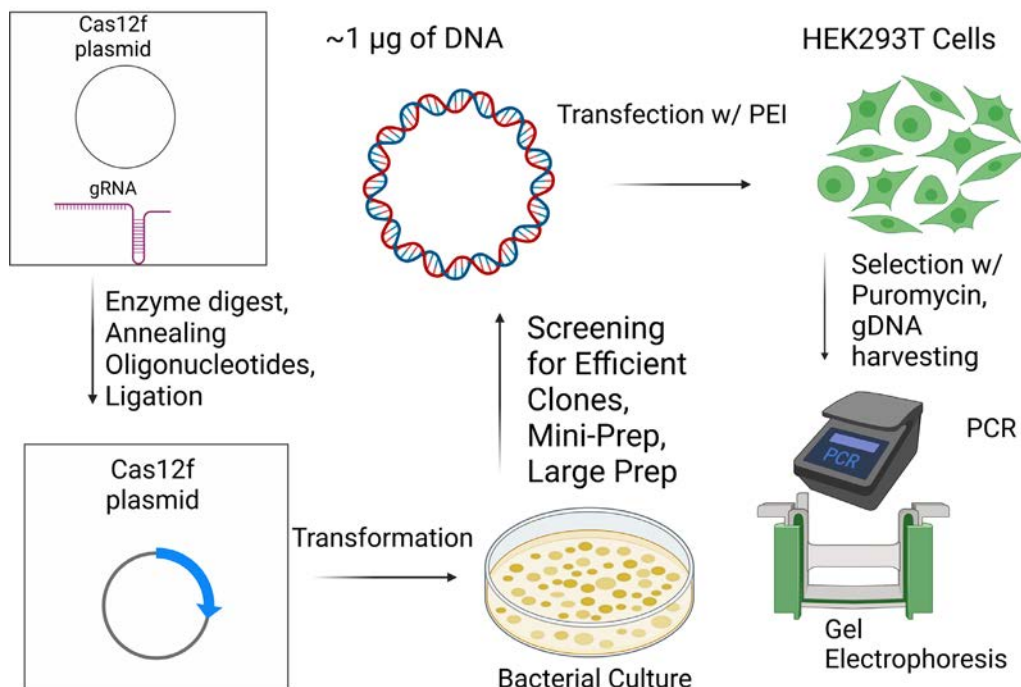 Cas12f
plasmid
gRNA
Enzyme digest,
Annealing
Oligonucleotides,
Ligation
Cas12f
plasmid
Transformation
Bacterial Culture
Screening
for Efficient
Clones,
Mini-Prep,
Large Prep
~1 µg of DNA
Transfection w/ PEI
HEK293T Cells
Selection w/
Puromycin,
gDNA
harvesting
PCR
PCR
Gel
Electrophoresis